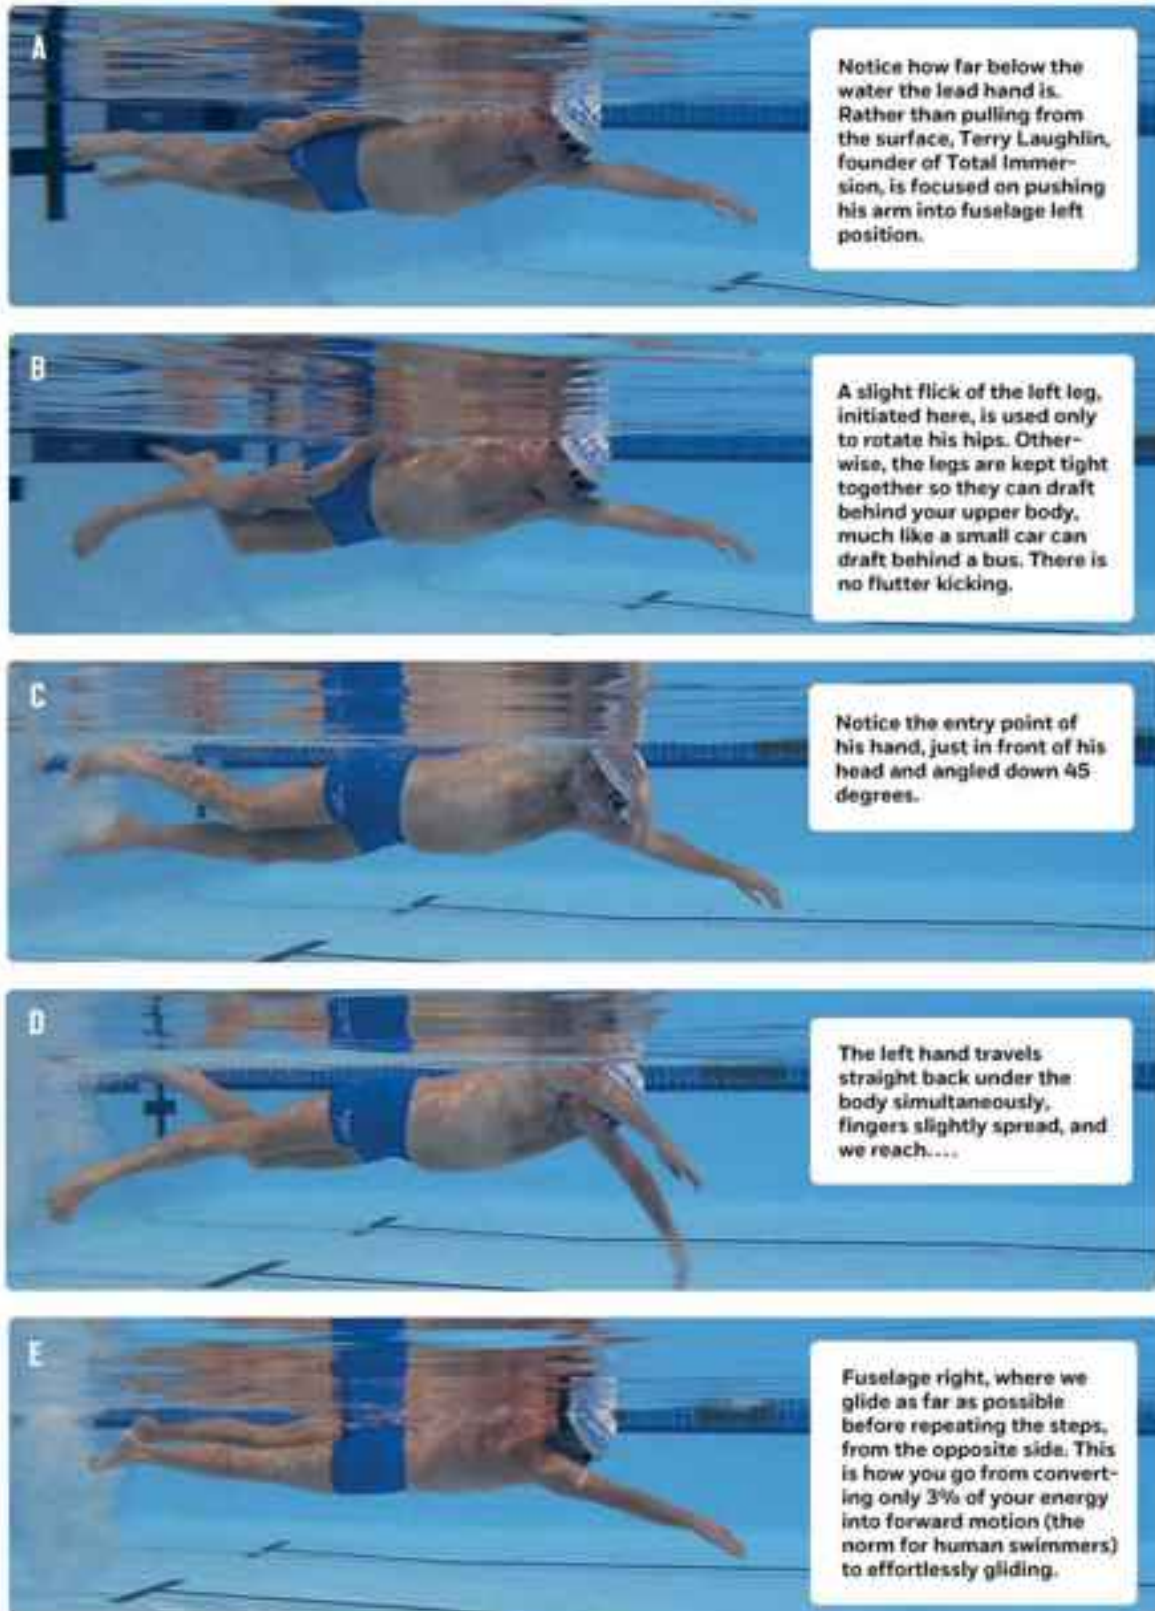 A
Notice how far below the
water the lead hand is.
Rather than pulling from
the surface, Terry Laughlin,
founder of Total Immer-
sion, is focused on pushing
his arm into fuselage left
position.
B
A slight flick of the left leg,
initiated here, is used only
to rotate his hips. Other-
wise, the legs are kept tight
together so they can draft
behind your upper body,
much like a small car can
draft behind a bus. There is
no flutter kicking.
C
Notice the entry point of
his hand, just in front of his
head and angled down 45
degrees.
D
The left hand travels
straight back under the
body simultaneously,
fingers slightly spread, and
we reach....
E
Fuselage right, where we
glide as far as possible
before repeating the steps,
from the opposite side. This
is how you go from convert-
ing only 3% of your energy
into forward motion (the
norm for human swimmers)
to effortlessly gliding.